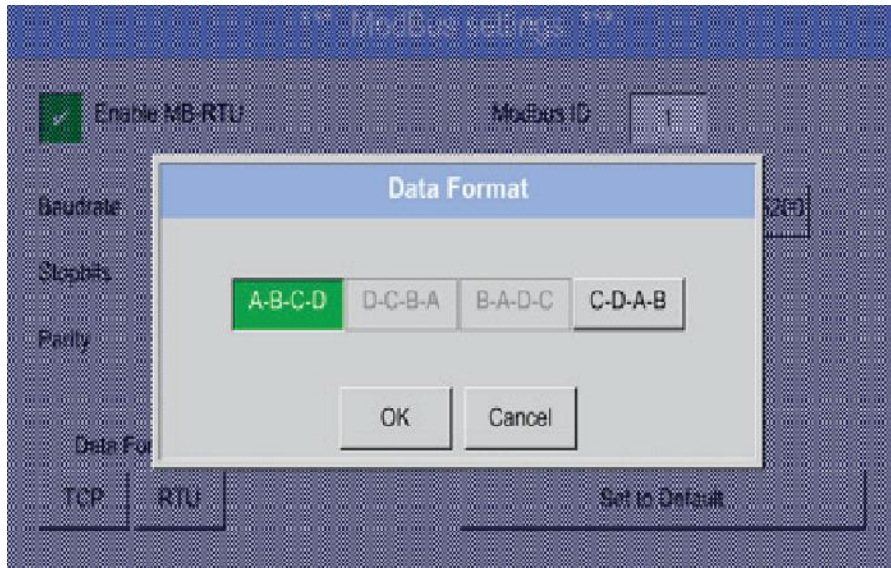 *** ModBus settings ***
Enable MB-RTU
Modbus ID
1
Data Format
Baudrate
Stopbits
A-B-C-D D-C-B-A B-A-D-C C-D-A-B
Parity
OK Cancel
TCP RTU
Set to Default